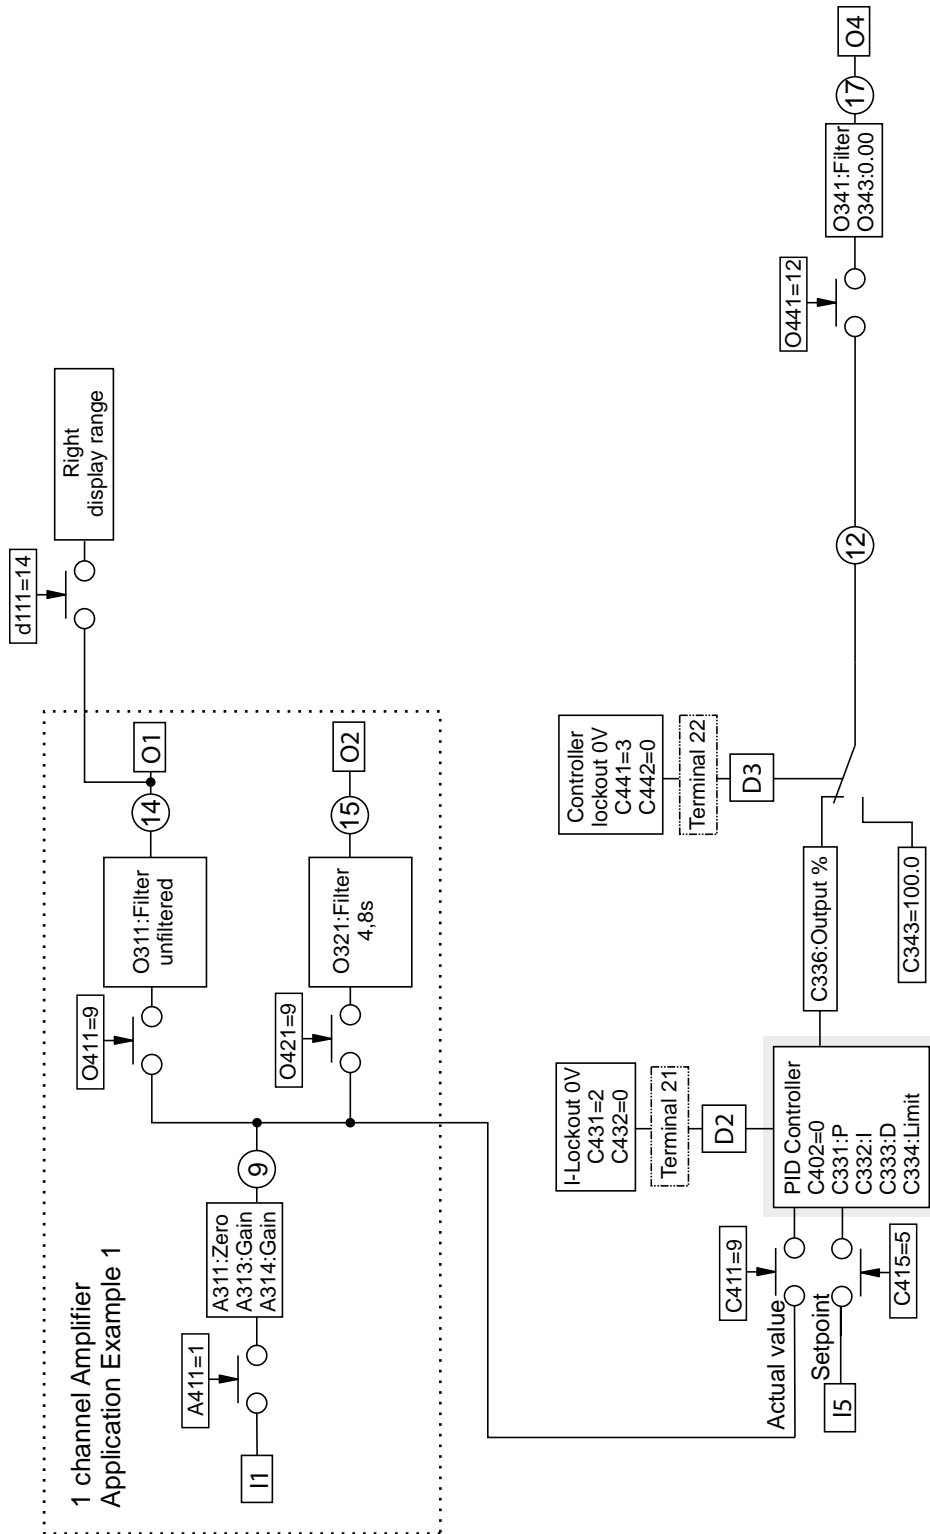 1 channel Amplifier
Application Example 1
I1
A411=1
A311:Zero
A313:Gain
A314:Gain
9
O411=9
O311:Filter
unfiltered
14
O1
d111=14
Right
display range
O421=9
O321:Filter
4,8s
15
O2
Actual value
C411=9
Setpoint
I5
C415=5
I-Lockout 0V
C431=2
C432=0
Terminal 21
D2
PID Controller
C402=0
C331:P
C332:I
C333:D
C334:Limit
C336:Output %
C343=100.0
Controller
lockout 0V
C441=3
C442=0
Terminal 22
D3
12
O441=12
O341:Filter
O343:0.00
17
O4